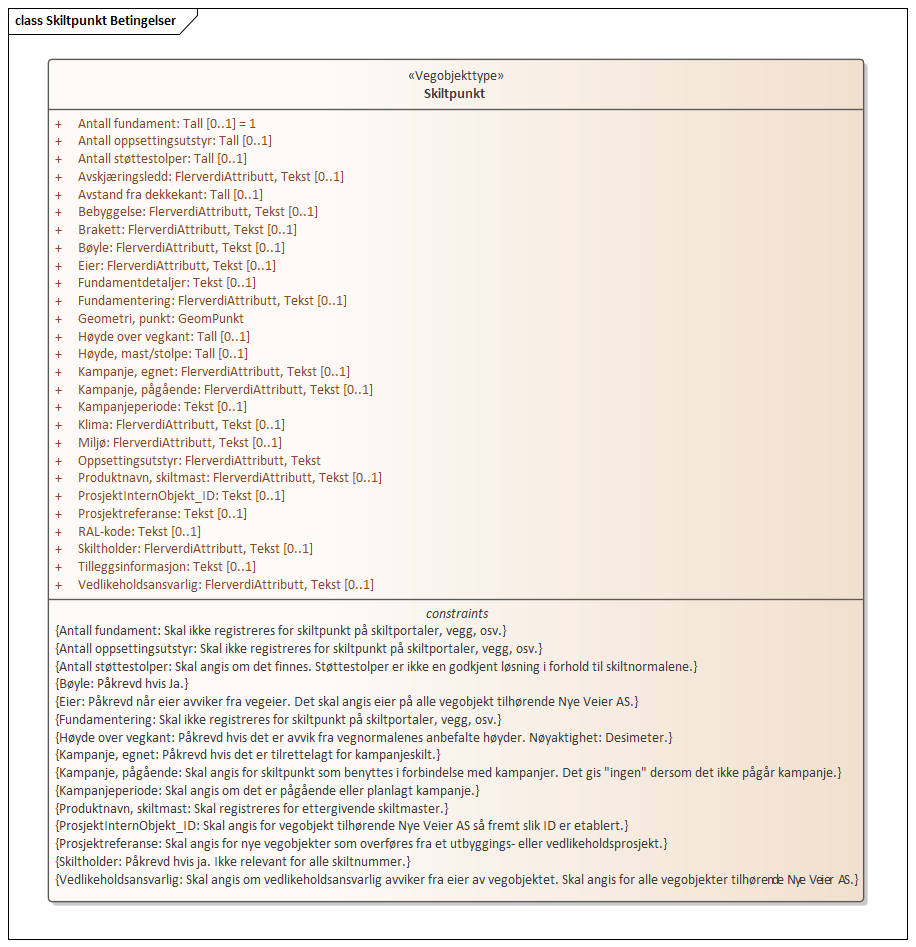 class Skiltpunkt Betingelser
«Vegobjekttype»
Skiltpunkt
+ Antall fundament: Tall [0..1] = 1
+ Antall oppsettingsutstyr: Tall [0..1]
+ Antall støttestolper: Tall [0..1]
+ Avskjæringsledd: FlerverdiAttributt, Tekst [0..1]
+ Avstand fra dekkekant: Tall [0..1]
+ Bebyggelse: FlerverdiAttributt, Tekst [0..1]
+ Brakett: FlerverdiAttributt, Tekst [0..1]
+ Bøyle: FlerverdiAttributt, Tekst [0..1]
+ Eier: FlerverdiAttributt, Tekst [0..1]
+ Fundamentdetaljer: Tekst [0..1]
+ Fundamentering: FlerverdiAttributt, Tekst [0..1]
+ Geometri, punkt: GeomPunkt
+ Høyde over vegkant: Tall [0..1]
+ Høyde, mast/stolpe: Tall [0..1]
+ Kampanje, egnet: FlerverdiAttributt, Tekst [0..1]
+ Kampanje, pågående: FlerverdiAttributt, Tekst [0..1]
+ Kampanjeperiode: Tekst [0..1]
+ Klima: FlerverdiAttributt, Tekst [0..1]
+ Miljø: FlerverdiAttributt, Tekst [0..1]
+ Oppsettingsutstyr: FlerverdiAttributt, Tekst
+ Produktnavn, skiltmast: FlerverdiAttributt, Tekst [0..1]
+ ProsjektInternObjekt_ID: Tekst [0..1]
+ Prosjektreferanse: Tekst [0..1]
+ RAL-kode: Tekst [0..1]
+ Skiltholder: FlerverdiAttributt, Tekst [0..1]
+ Tilleggsinformasjon: Tekst [0..1]
+ Vedlikeholdsansvarlig: FlerverdiAttributt, Tekst [0..1]
constraints
{Antall fundament: Skal ikke registreres for skiltpunkt på skiltportaler, vegg, osv.}
{Antall oppsettingsutstyr: Skal ikke registreres for skiltpunkt på skiltportaler, vegg, osv.}
{Antall støttestolper: Skal angis om det finnes. Støttestolper er ikke en godkjent løsning i forhold til skiltnormalene.}
{Bøyle: Påkrevd hvis Ja.}
{Eier: Påkrevd når eier avviker fra vegeier. Det skal angis eier på alle vegobjekt tilhørende Nye Veier AS.}
{Fundamentering: Skal ikke registreres for skiltpunkt på skiltportaler, vegg, osv.}
{Høyde over vegkant: Påkrevd hvis det er avvik fra vegnormalenes anbefalte høyder. Nøyaktighet: Desimeter.}
{Kampanje, egnet: Påkrevd hvis det er tilrettelagt for kampanjeskilt.}
{Kampanje, pågående: Skal angis for skiltpunkt som benyttes i forbindelse med kampanjer. Det gis "ingen" dersom det ikke pågår kampanje.}
{Kampanjeperiode: Skal angis om det er pågående eller planlagt kampanje.}
{Produktnavn, skiltmast: Skal registreres for ettergivende skiltmaster.}
{ProsjektInternObjekt_ID: Skal angis for vegobjekt tilhørende Nye Veier AS så fremt slik ID er etablert.}
{Prosjektreferanse: Skal angis for nye vegobjekter som overføres fra et utbyggings- eller vedlikeholdsprosjekt.}
{Skiltholder: Påkrevd hvis ja. Ikke relevant for alle skiltnummer.}
{Vedlikeholdsansvarlig: Skal angis om vedlikeholdsansvarlig avviker fra eier av vegobjektet. Skal angis for alle vegobjekter tilhørende Nye Veier AS.}